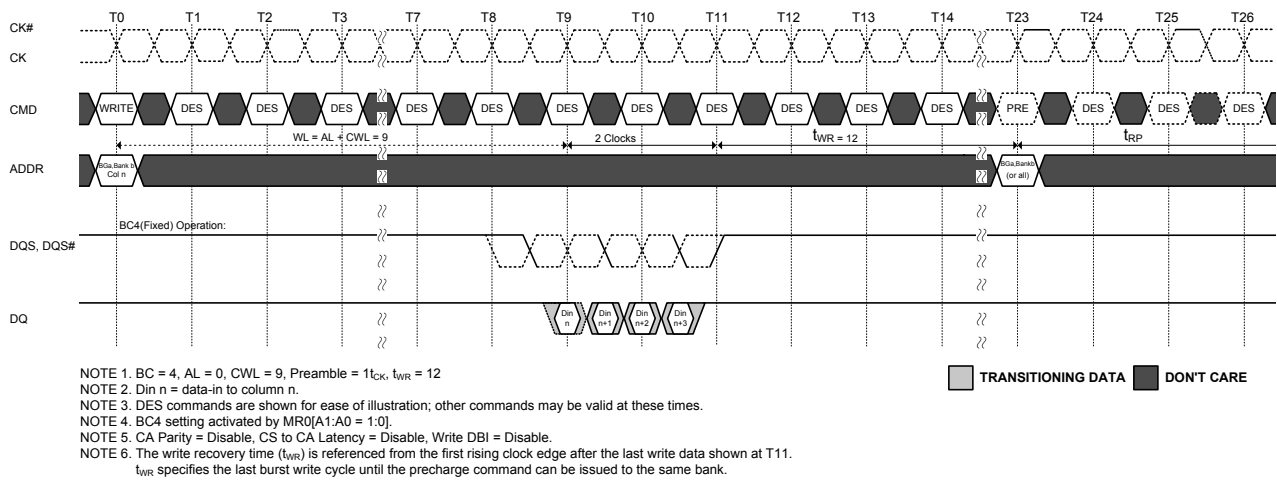 T0 T1 T2 T3 T7 T8 T9 T10 T11 T12 T13 T14 T23 T24 T25 T26
CK#
CK
CMD WRITE DES DES DES DES DES DES DES DES DES DES DES PRE DES DES DES
WL = AL + CWL = 9 2 Clocks tWR = 12 tRP
ADDR
BGa,Bank b
Col n
BGa,Bankb
(or all)
BC4(Fixed) Operation:
DQS, DQS#
DQ
Din
n
Din
n+1
Din
n+2
Din
n+3
NOTE 1. BC = 4, AL = 0, CWL = 9, Preamble = 1tCK, tWR = 12
NOTE 2. Din n = data-in to column n.
NOTE 3. DES commands are shown for ease of illustration; other commands may be valid at these times.
NOTE 4. BC4 setting activated by MR0[A1:A0 = 1:0].
NOTE 5. CA Parity = Disable, CS to CA Latency = Disable, Write DBI = Disable.
NOTE 6. The write recovery time (tWR) is referenced from the first rising clock edge after the last write data shown at T11.
tWR specifies the last burst write cycle until the precharge command can be issued to the same bank.
TRANSITIONING DATA DON'T CARE